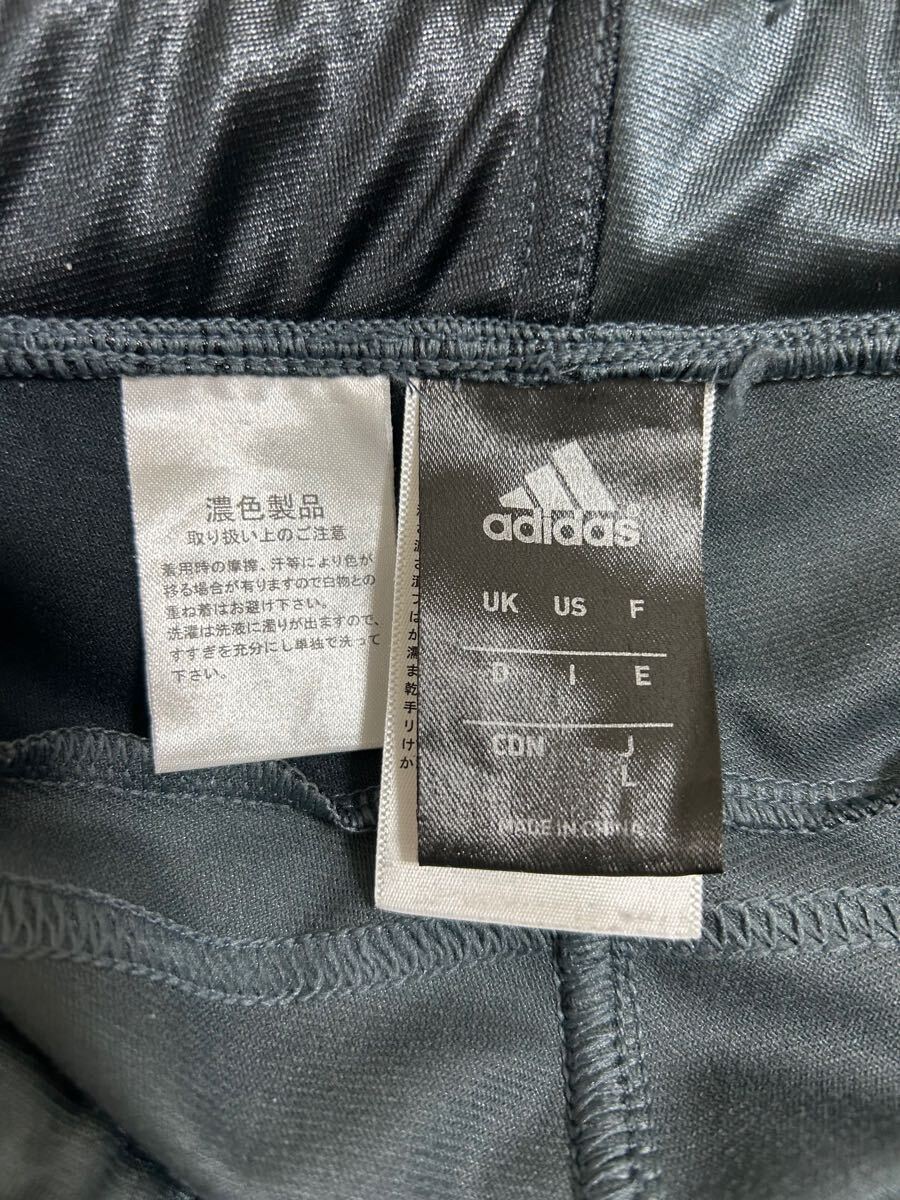 濃色製品
取り扱い上のご注意
着用時の摩擦、汗等により色が
移る場合が有りますので白物との
重ね着はお避け下さい。
洗濯は洗液に濁りが出ますので、
すすぎを充分にし単独で洗って
下さい。
adidas
UK US F
D I E
CDN J
L
MADE IN CHINA